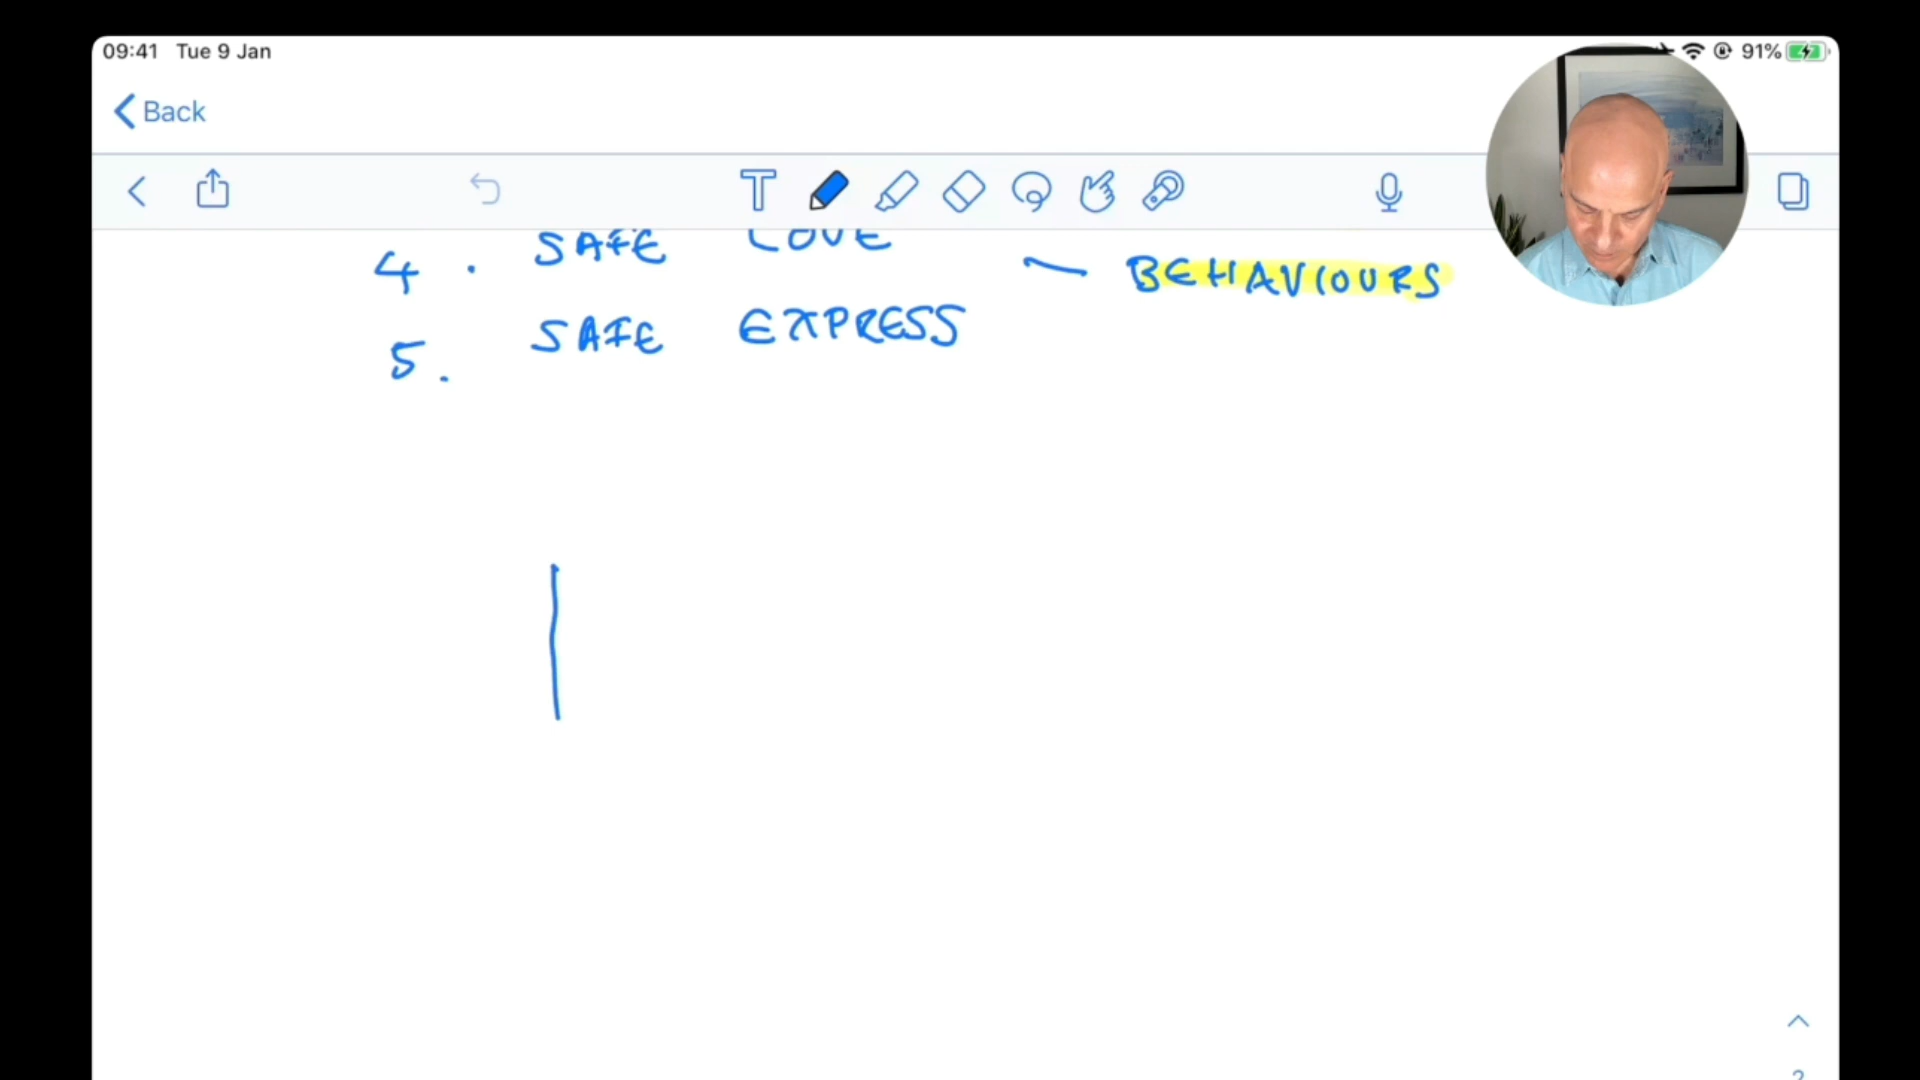 09:41 Tue 9 Jan 91%
Back
4. SAFE LOVE
— BEHAVIOURS
5. SAFE EXPRESS